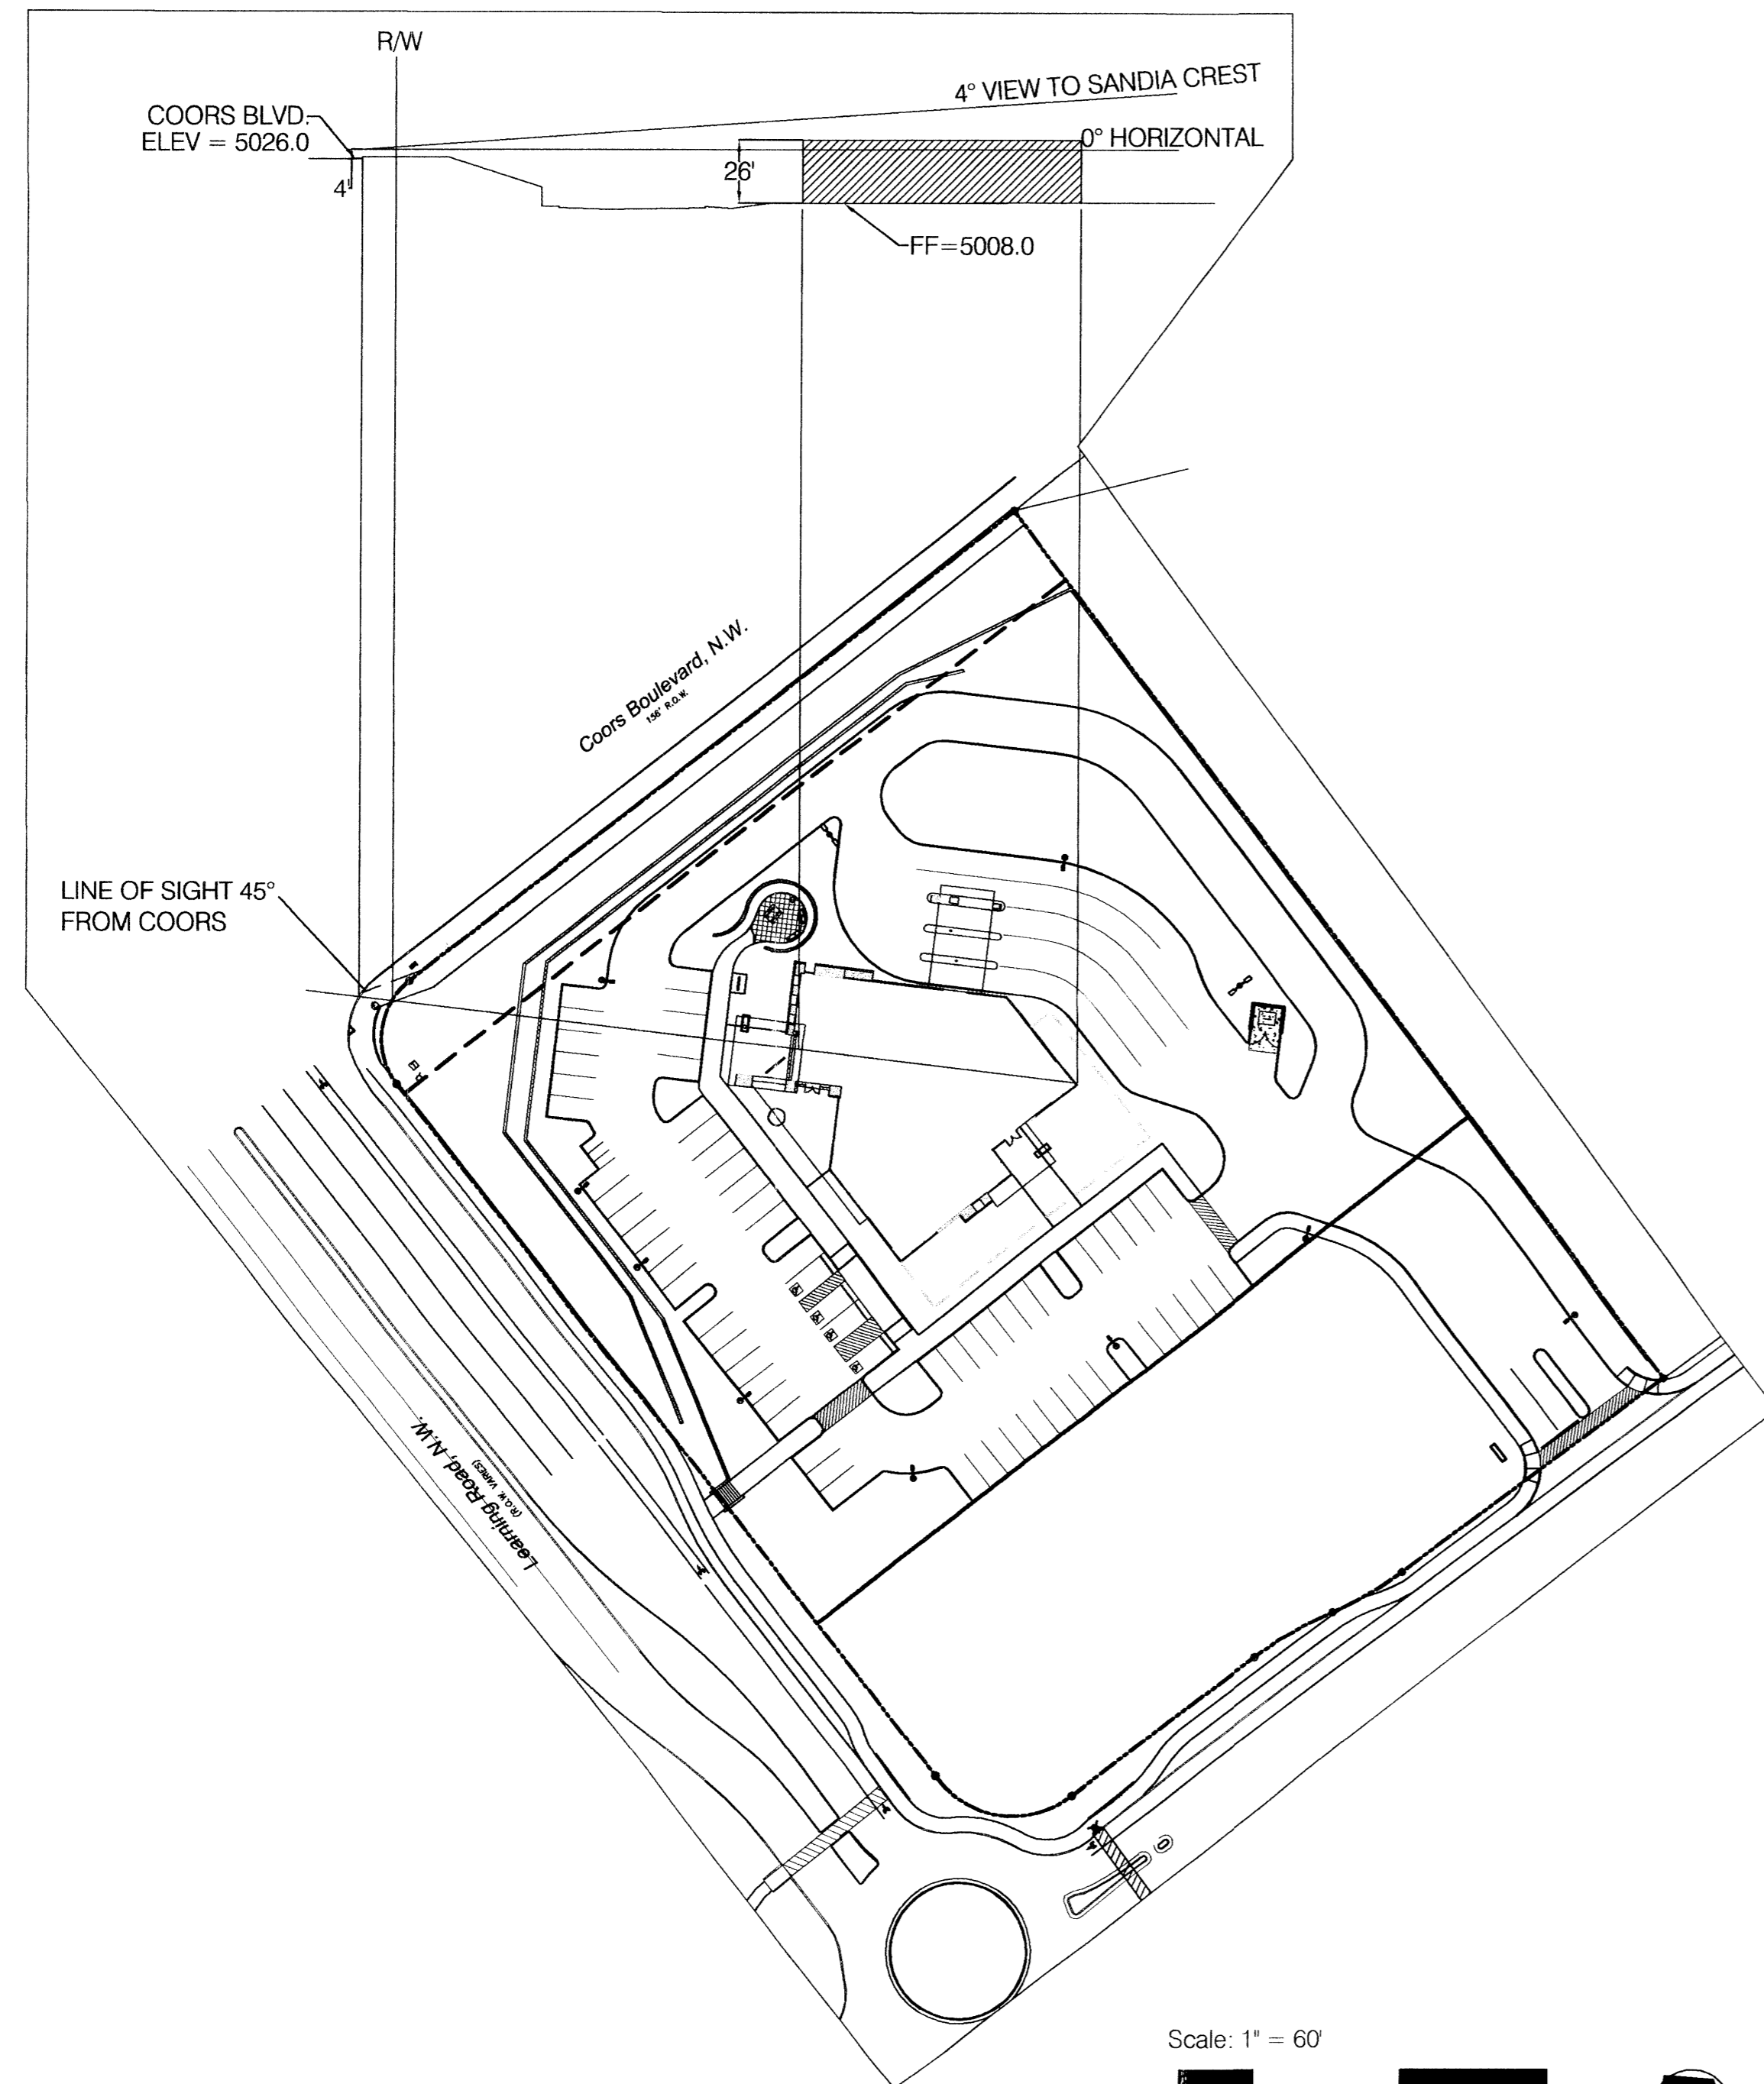 R/W
4° VIEW TO SANDIA CREST
COORS BLVD.
ELEV = 5026.0
0° HORIZONTAL
26'
4'
FF=5008.0
Coors Boulevard, N.W.
156' R.O.W.
LINE OF SIGHT 45°
FROM COORS
Learning Road, N.W.
(R.O.W. VARIES)
Scale: 1" = 60'